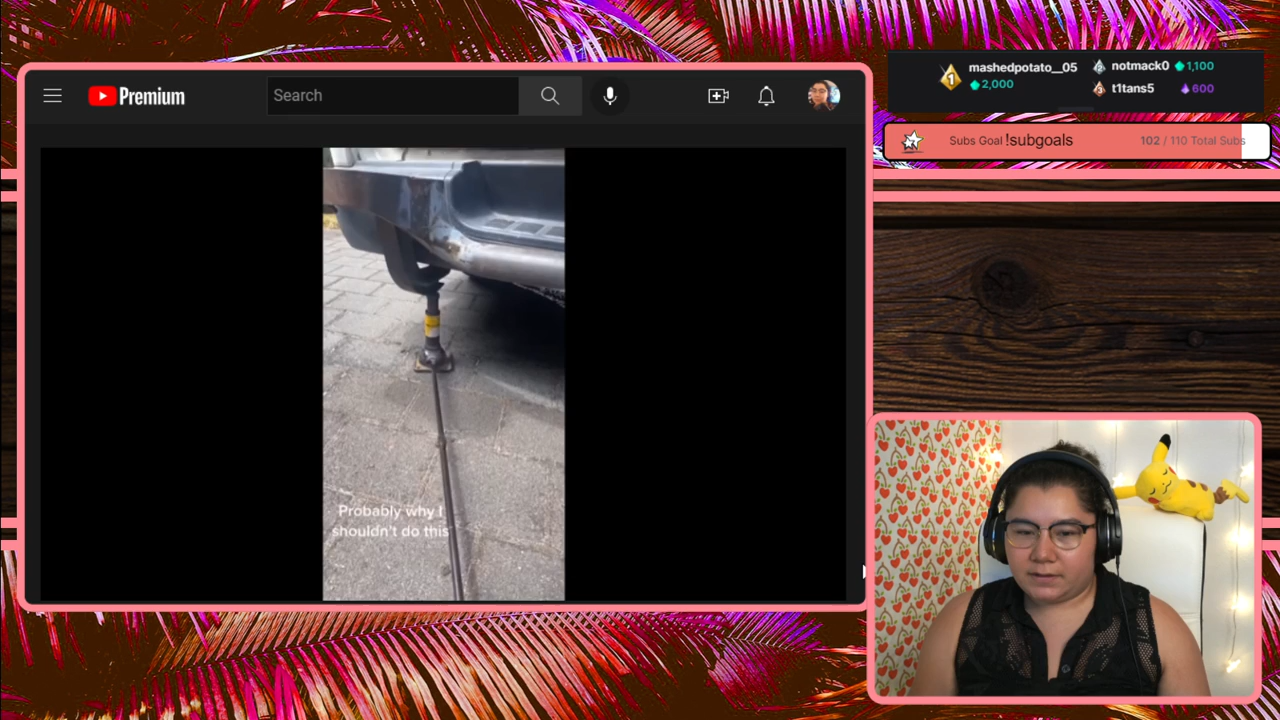 Premium
Search
mashedpotato__05
2,000
notmack0 1,100
t1tans5 600
Subs Goal !subgoals 102 / 110 Total Subs
Probably why I
shouldn't do this